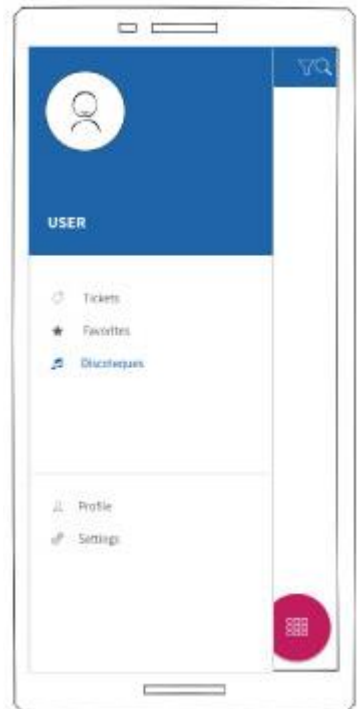 USER
Tickets
Favorites
Discoteques
Profile
Settings